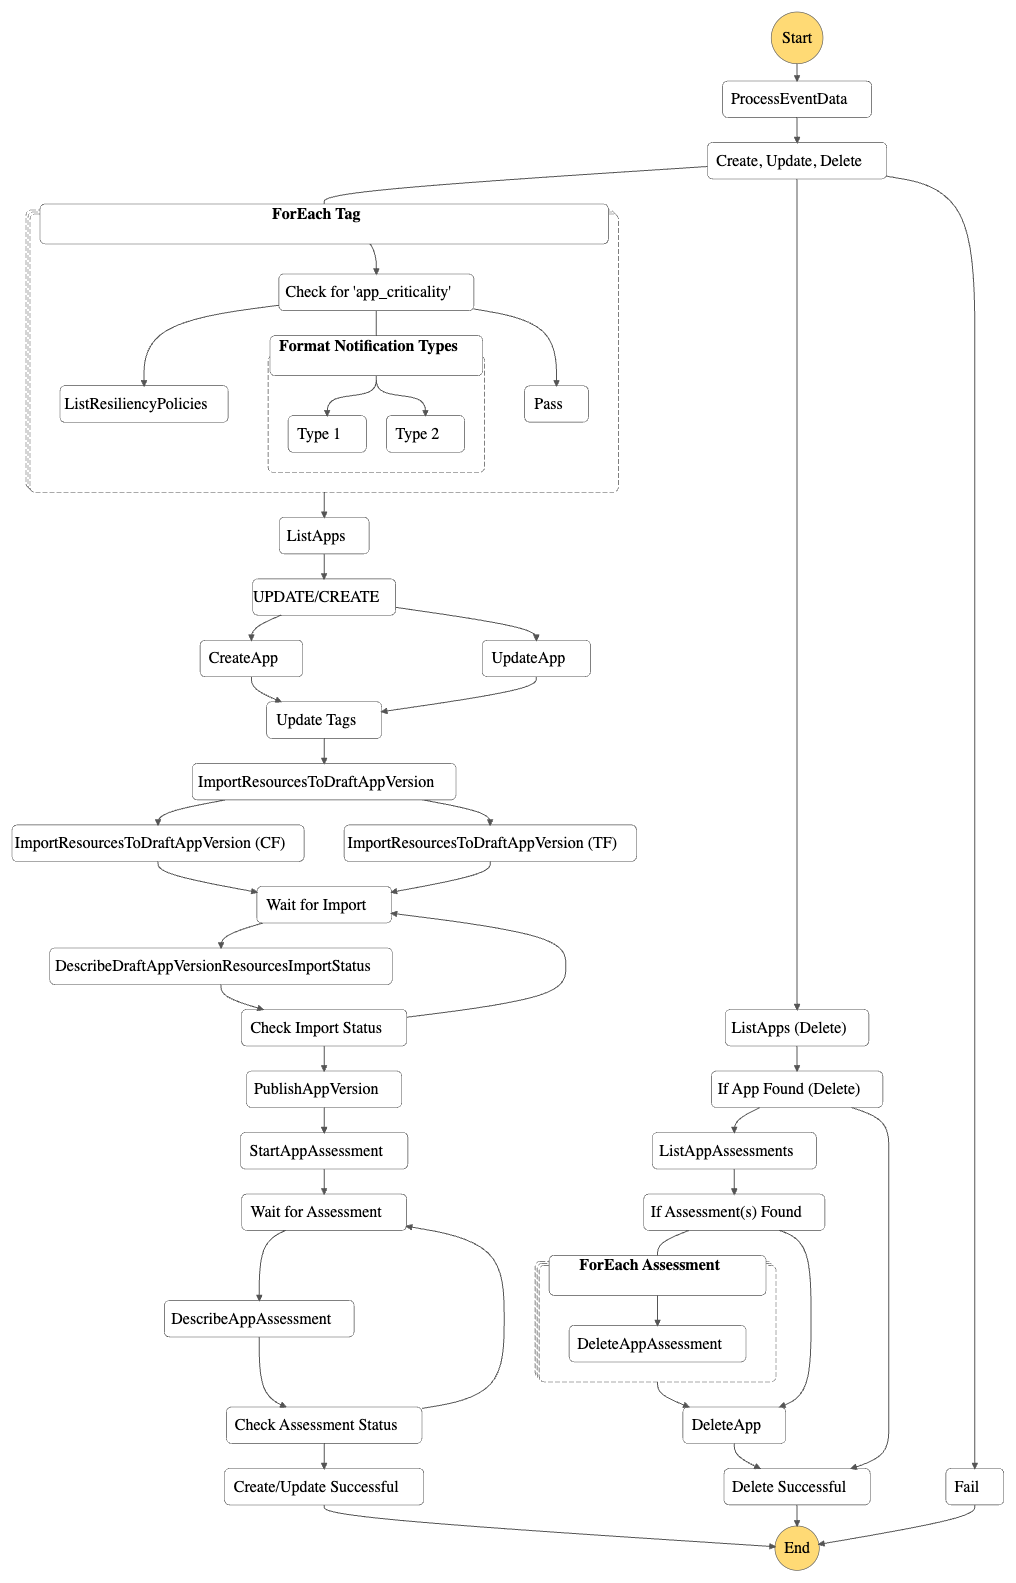 Start
ProcessEventData
Create, Update, Delete
ForEach Tag
Check for 'app_criticality'
Format Notification Types
ListResiliencyPolicies
Pass
Type 1
Type 2
ListApps
UPDATE/CREATE
CreateApp
UpdateApp
Update Tags
ImportResourcesToDraftAppVersion
ImportResourcesToDraftAppVersion (CF)
ImportResourcesToDraftAppVersion (TF)
Wait for Import
DescribeDraftAppVersionResourcesImportStatus
Check Import Status
PublishAppVersion
StartAppAssessment
Wait for Assessment
DescribeAppAssessment
Check Assessment Status
Create/Update Successful
ListApps (Delete)
If App Found (Delete)
ListAppAssessments
If Assessment(s) Found
ForEach Assessment
DeleteAppAssessment
DeleteApp
Delete Successful
Fail
End